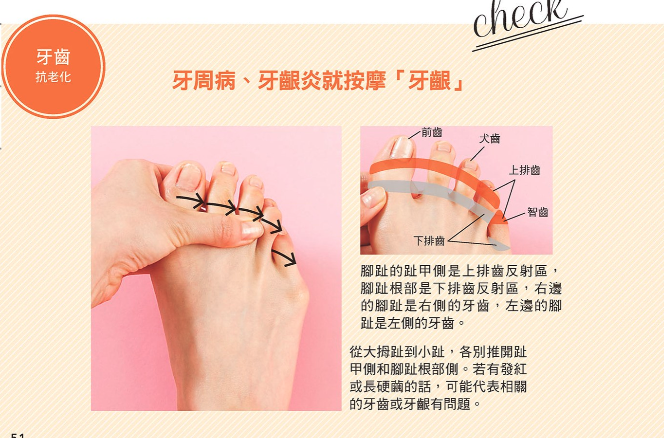 check
牙齒
抗老化
牙周病、牙齦炎就按摩「牙齦」
前齒
犬齒
上排齒
智齒
下排齒
腳趾的趾甲側是上排齒反射區，
腳趾根部是下排齒反射區，右邊
的腳趾是右側的牙齒，左邊的腳
趾是左側的牙齒。
從大拇趾到小趾，各別推開趾
甲側和腳趾根部側。若有發紅
或長硬繭的話，可能代表相關
的牙齒或牙齦有問題。
51